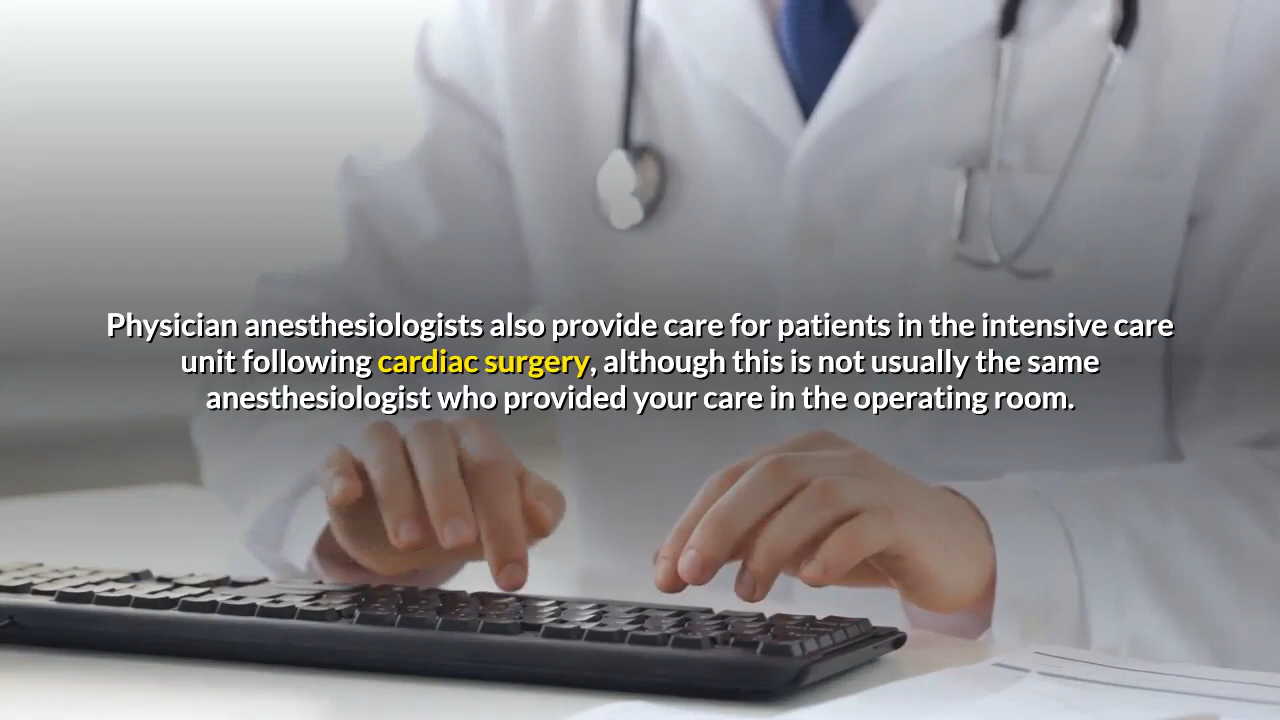 Physician anesthesiologists also provide care for patients in the intensive care
unit following cardiac surgery, although this is not usually the same
anesthesiologist who provided your care in the operating room.